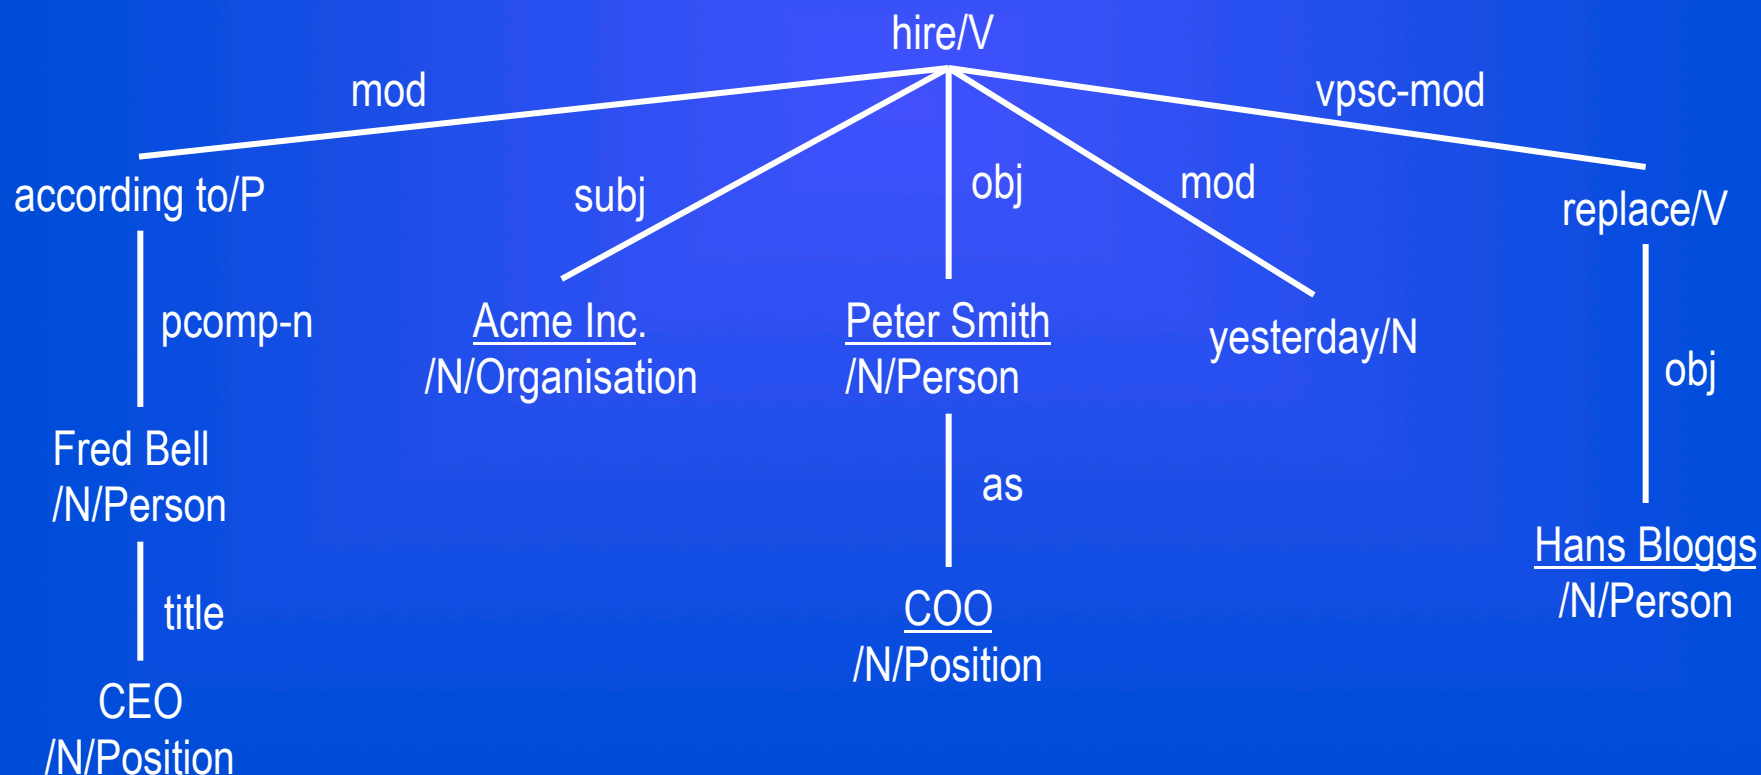 hire/V
mod
vpsc-mod
according to/P
subj
obj
mod
replace/V
pcomp-n
Acme Inc.
/N/Organisation
Peter Smith
/N/Person
yesterday/N
obj
Fred Bell
/N/Person
as
Hans Bloggs
/N/Person
title
COO
/N/Position
CEO
/N/Position